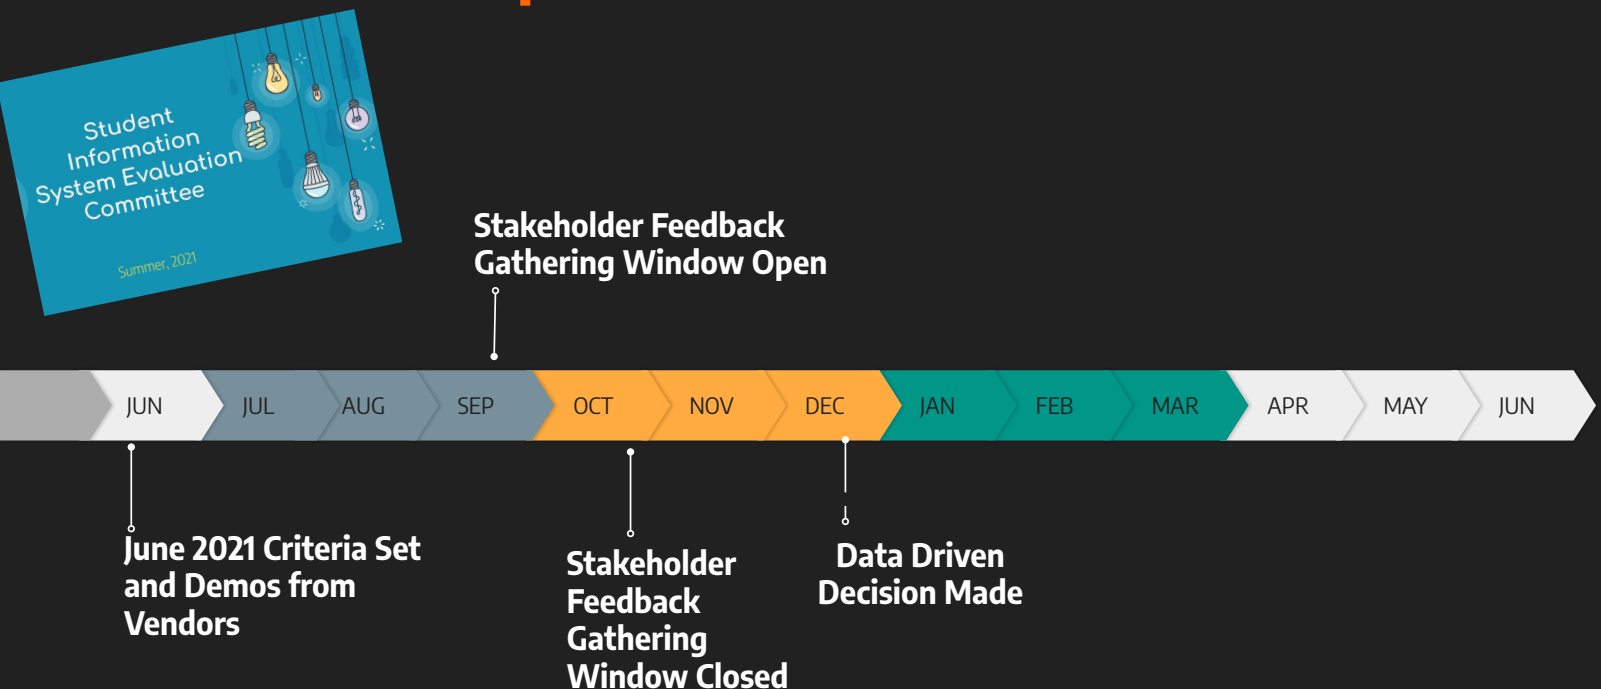 Student
Information
System Evaluation
Committee
Summer, 2021
Stakeholder Feedback
Gathering Window Open
JUN
JUL
AUG
SEP
OCT
NOV
DEC
JAN
FEB
MAR
APR
MAY
JUN
June 2021 Criteria Set
and Demos from
Vendors
Stakeholder
Feedback
Gathering
Window Closed
Data Driven
Decision Made